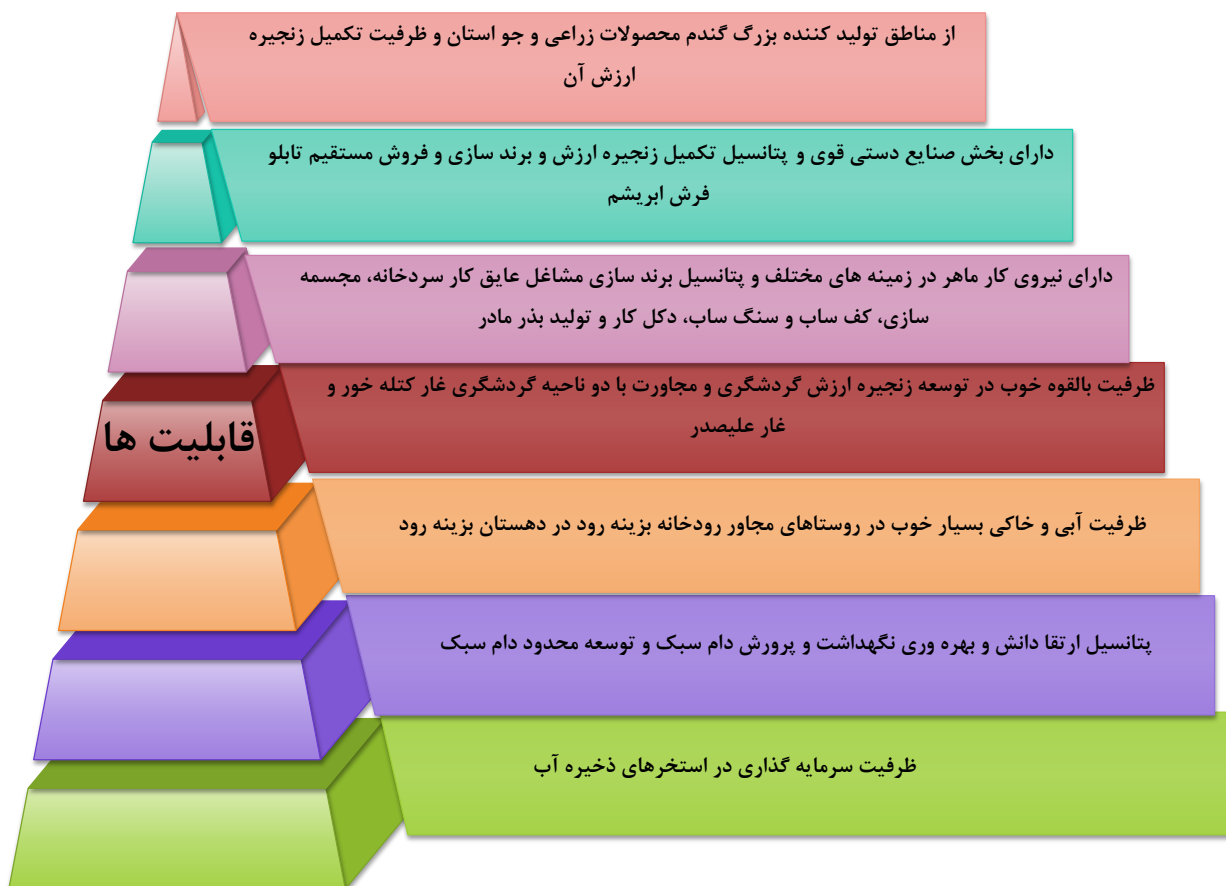 از مناطق تولید کننده بزرگ گندم محصولات زراعی و جو استان و ظرفیت تکمیل زنجیره
ارزش آن
دارای بخش صنایع دستی قوی و پتانسیل تکمیل زنجیره ارزش و برند سازی و فروش مستقیم تابلو
فرش ابریشم
دارای نیروی کار ماهر در زمینه های مختلف و پتانسیل برند سازی مشاغل عایق کار سردخانه، مجسمه
سازی، کف ساب و سنگ ساب، دکل کار و تولید بذر مادر
ظرفیت بالقوه خوب در توسعه زنجیره ارزش گردشگری و مجاورت با دو ناحیه گردشگری غار کتله خور و
غار علیصدر
قابلیت ها
ظرفیت آبی و خاکی بسیار خوب در روستاهای مجاور رودخانه بزینه رود در دهستان بزینه رود
پتانسیل ارتقا دانش و بهره وری نگهداشت و پرورش دام سبک و توسعه محدود دام سبک
ظرفیت سرمایه گذاری در استخرهای ذخیره آب